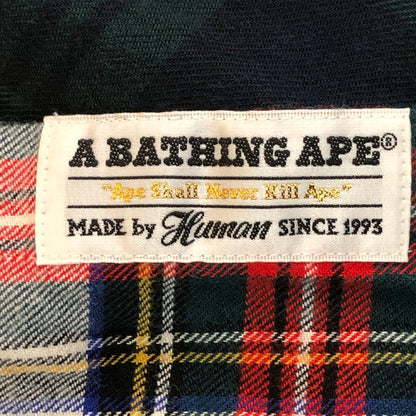 A BATHING APE®
"Ape Shall Never Kill Ape"
MADE by Human SINCE 1993